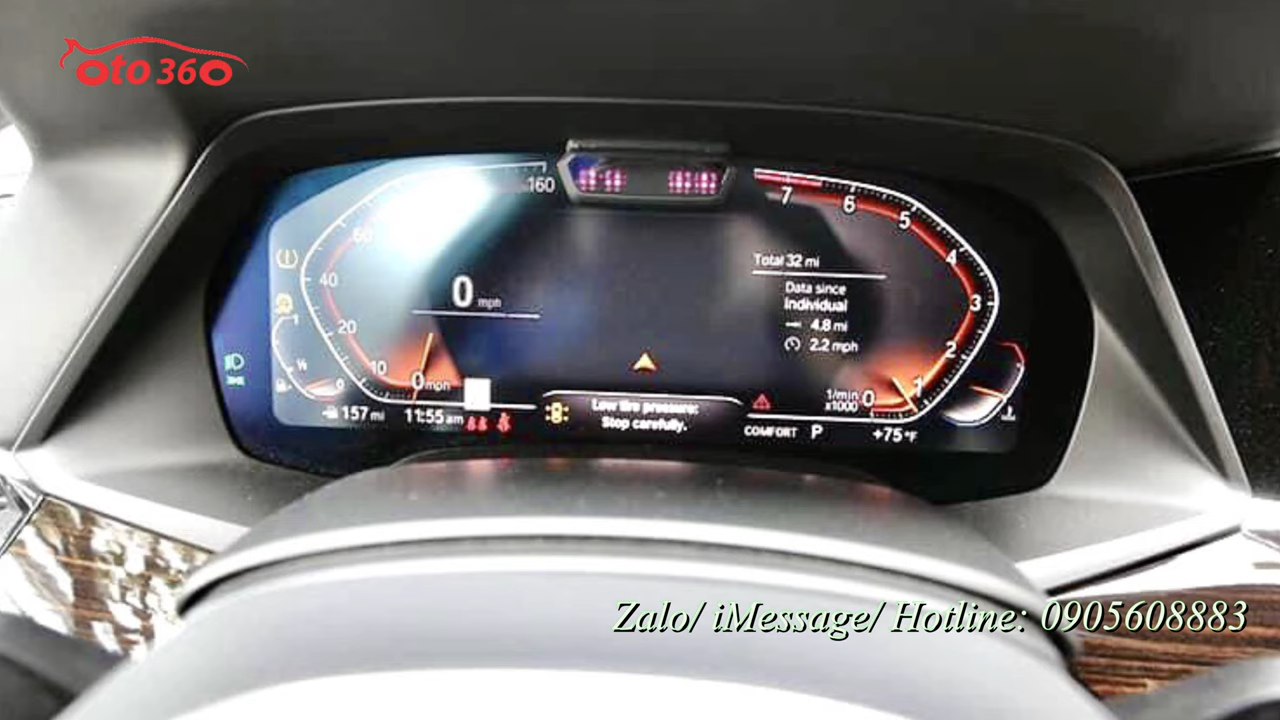 oto 360
160
7
6
5
60
4
40
3
20
2
10
1
0
0 mph
0 mph
Total 32 mi
Data since
Individual
4.8 mi
2.2 mph
1/min
x1000
157 mi
11:55 am
Low tire pressure:
Stop carefully.
COMFORT P
+75 °F
Zalo/ iMessage/ Hotline: 0905608883